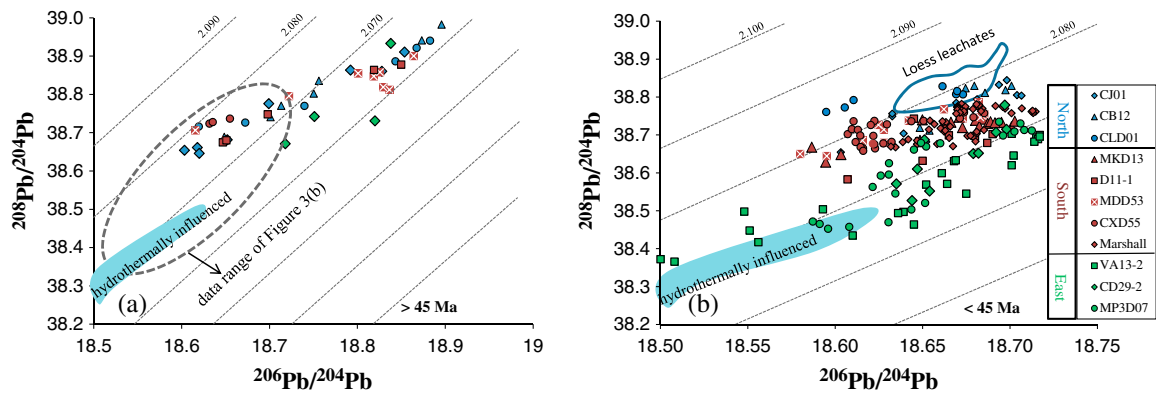 39.0
38.9
38.8
38.7
38.6
38.5
38.4
38.3
38.2
208Pb/204Pb
18.5
18.6
18.7
18.8
18.9
19
206Pb/204Pb
2.090
2.080
2.070
hydrothermally influenced
data range of Figure 3(b)
(a)
> 45 Ma
39.0
38.9
38.8
38.7
38.6
38.5
38.4
38.3
38.2
208Pb/204Pb
18.50
18.55
18.60
18.65
18.70
18.75
206Pb/204Pb
2.100
2.090
2.080
Loess leachates
hydrothermally influenced
(b)
< 45 Ma
North
CJ01
CB12
CLD01
South
MKD13
D11-1
MDD53
CXD55
Marshall
East
VA13-2
CD29-2
MP3D07